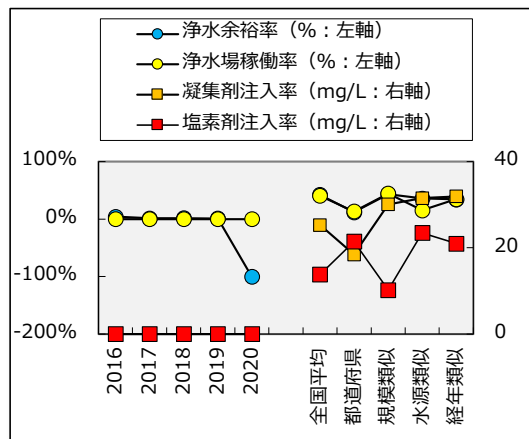 浄水余裕率（%：左軸）
浄水場稼働率（%：左軸）
凝集剤注入率（mg/L：右軸）
塩素剤注入率（mg/L：右軸）
100%
0%
-100%
-200%
40
20
0
2016
2017
2018
2019
2020
全国平均
都道府県
規模類似
水源類似
経年類似